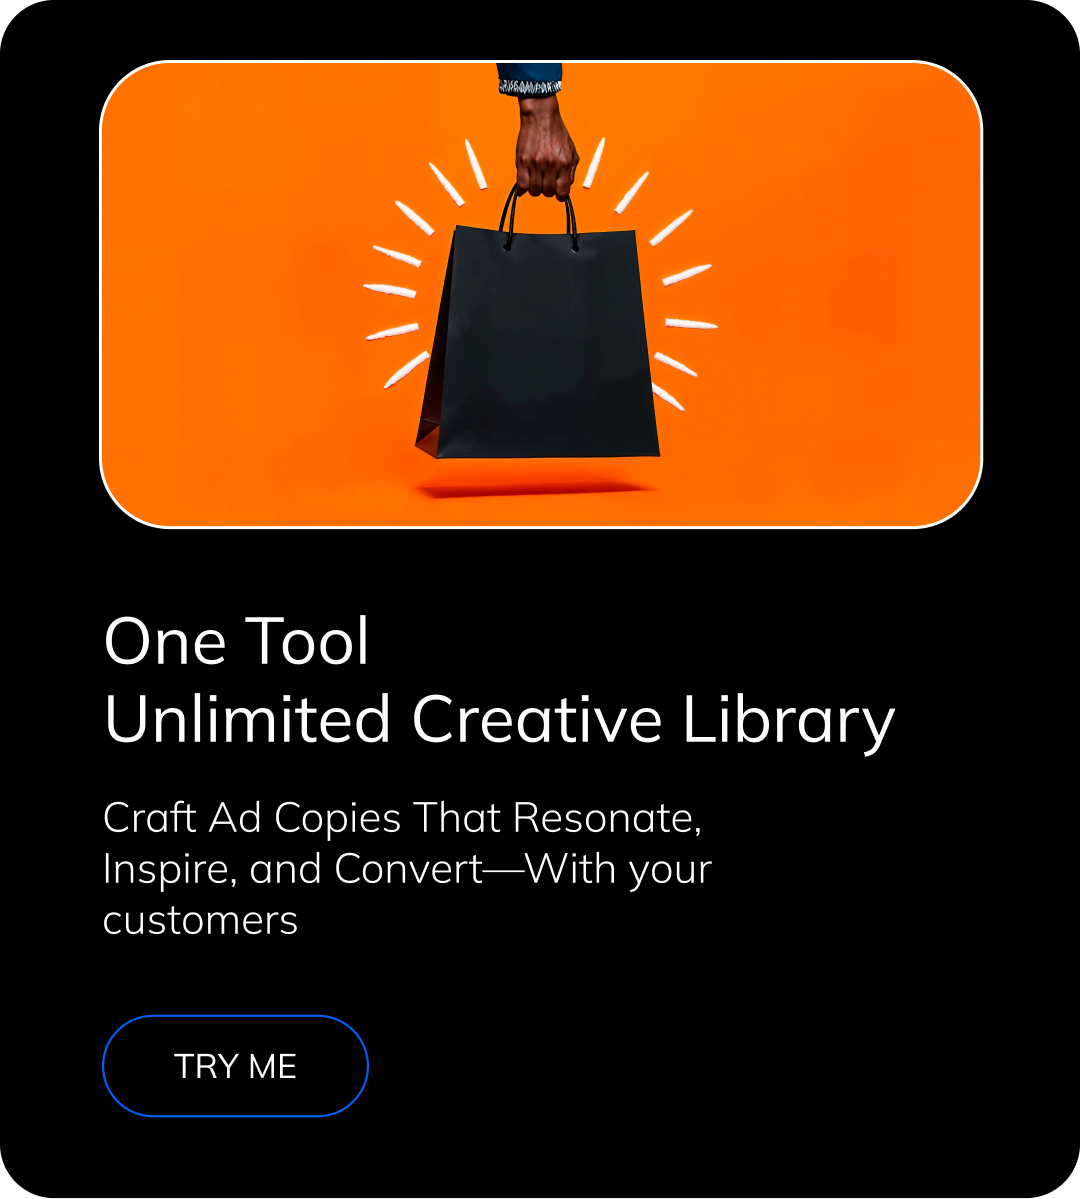 One Tool
Unlimited Creative Library
Craft Ad Copies That Resonate,
Inspire, and Convert—With your
customers
TRY ME